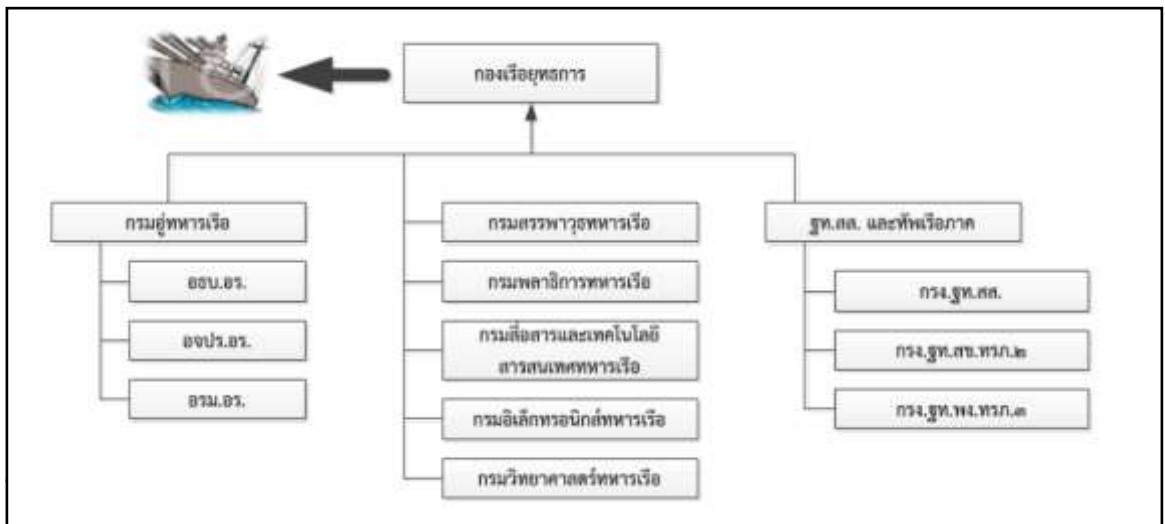 กองเรือยุทธการ
กรมอู่ทหารเรือ
อธบ.อร.
อจปร.อร.
อรม.อร.
กรมสรรพาวุธทหารเรือ
กรมพลาธิการทหารเรือ
กรมสื่อสารและเทคโนโลยี
สารสนเทศทหารเรือ
กรมอิเล็กทรอนิกส์ทหารเรือ
กรมวิทยาศาสตร์ทหารเรือ
ฐท.สส. และทัพเรือภาค
กรง.ฐท.สส.
กรง.ฐท.สข.ทรภ.๒
กรง.ฐท.พง.ทรภ.๓